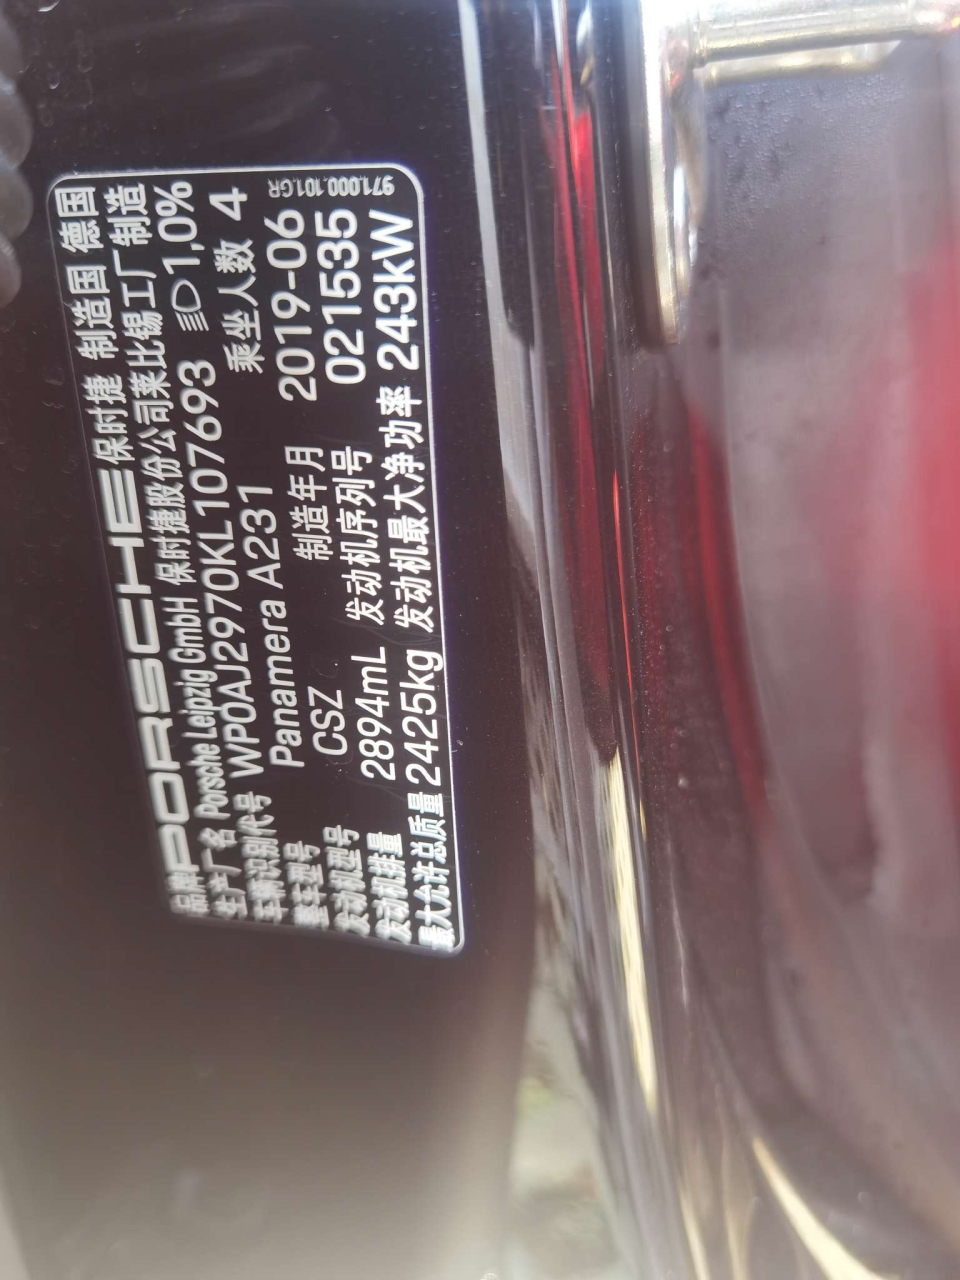 品牌 PORSCHE 保时捷 制造国 德国
生产厂名 Porsche Leipzig GmbH 保时捷股份公司莱比锡工厂制造
车辆识别代号 WP0AJ2970KL107693 1,0%
整车型号 Panamera A231 乘坐人数 4
发动机型号 CSZ 制造年月 2019-06
发动机排量 2894mL 发动机序列号 021535
最大允许总质量 2425kg 发动机最大净功率 243kW
971.000.101.GR